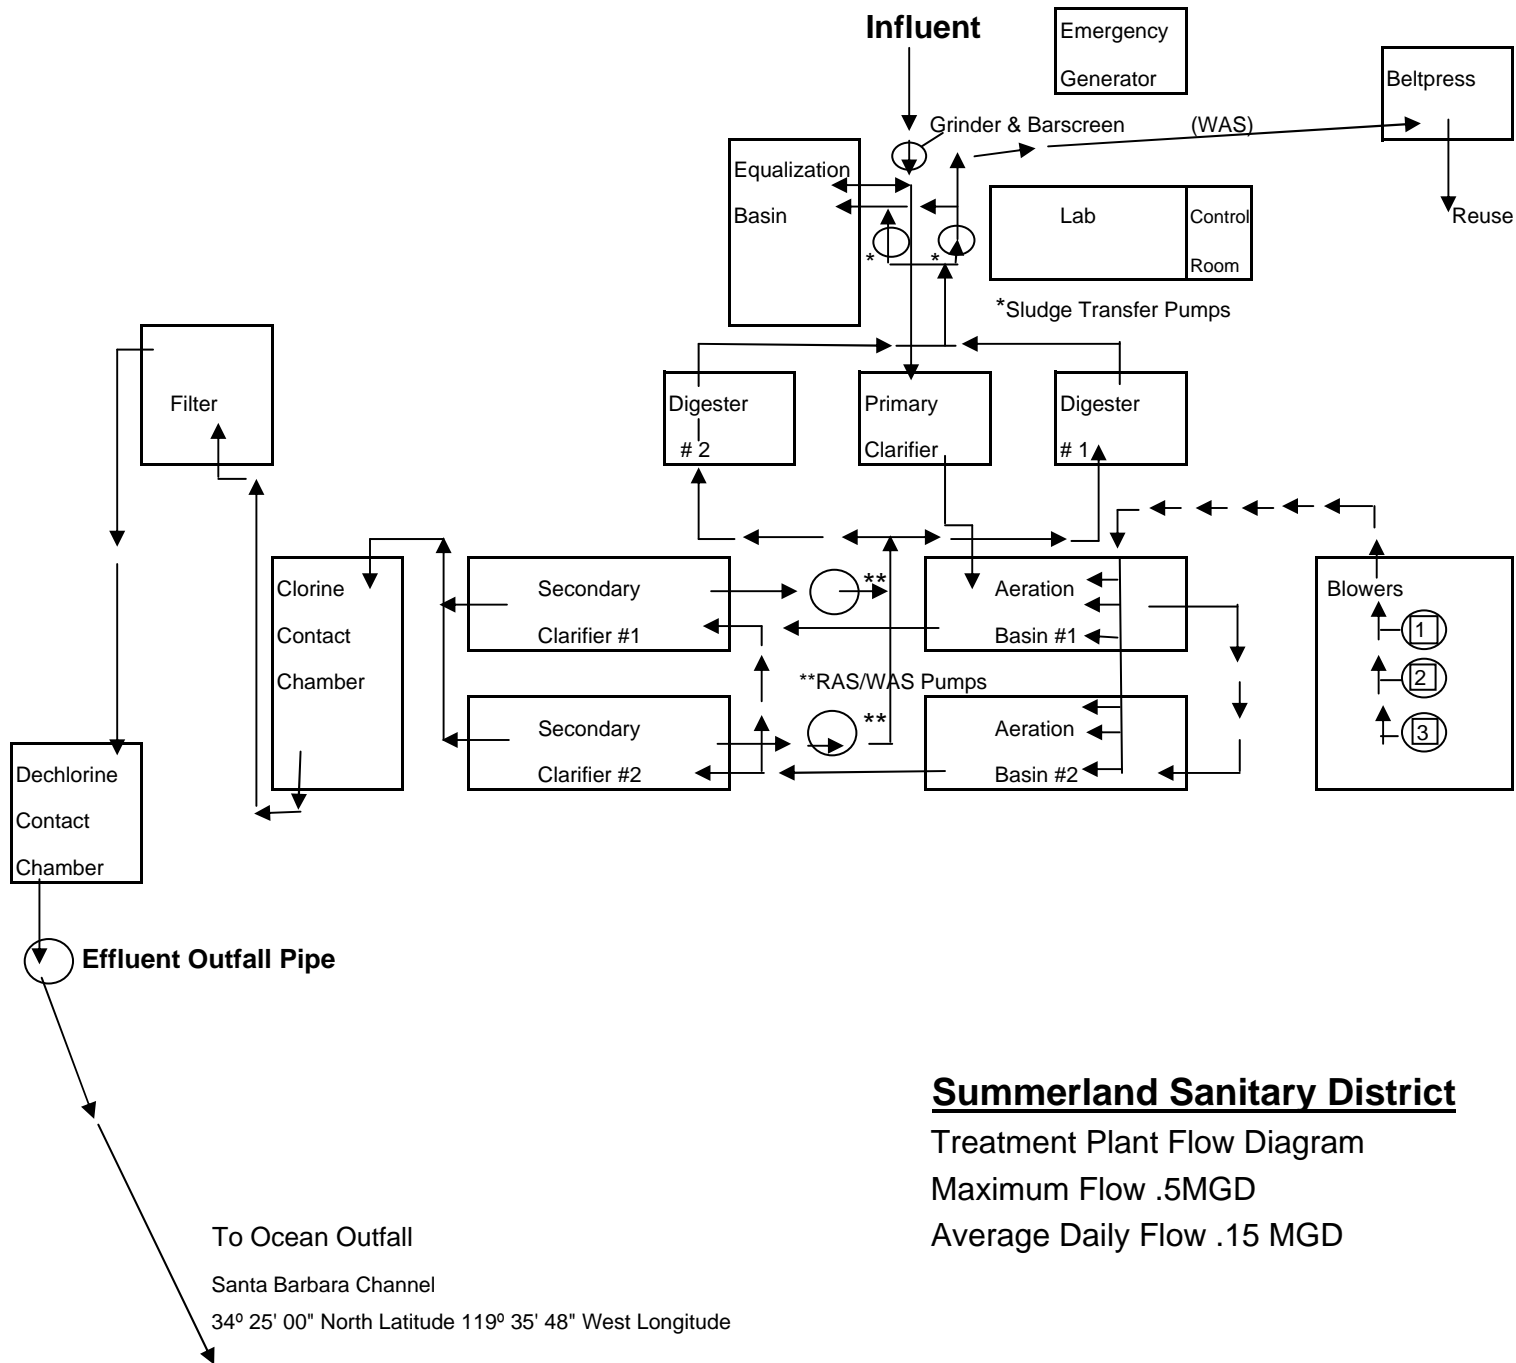 Influent
Emergency
Generator
Beltpress
Grinder & Barscreen
(WAS)
Equalization
Basin
Lab
Control
Room
Reuse
*
*
*Sludge Transfer Pumps
Filter
Digester
# 2
Primary
Clarifier
Digester
# 1
Clorine
Contact
Chamber
Secondary
Clarifier #1
**
Aeration
Basin #1
Blowers
1
2
3
**RAS/WAS Pumps
Secondary
Clarifier #2
**
Aeration
Basin #2
Dechlorine
Contact
Chamber
Effluent Outfall Pipe
Summerland Sanitary District
Treatment Plant Flow Diagram
Maximum Flow .5MGD
Average Daily Flow .15 MGD
To Ocean Outfall
Santa Barbara Channel
34º 25' 00" North Latitude 119º 35' 48" West Longitude